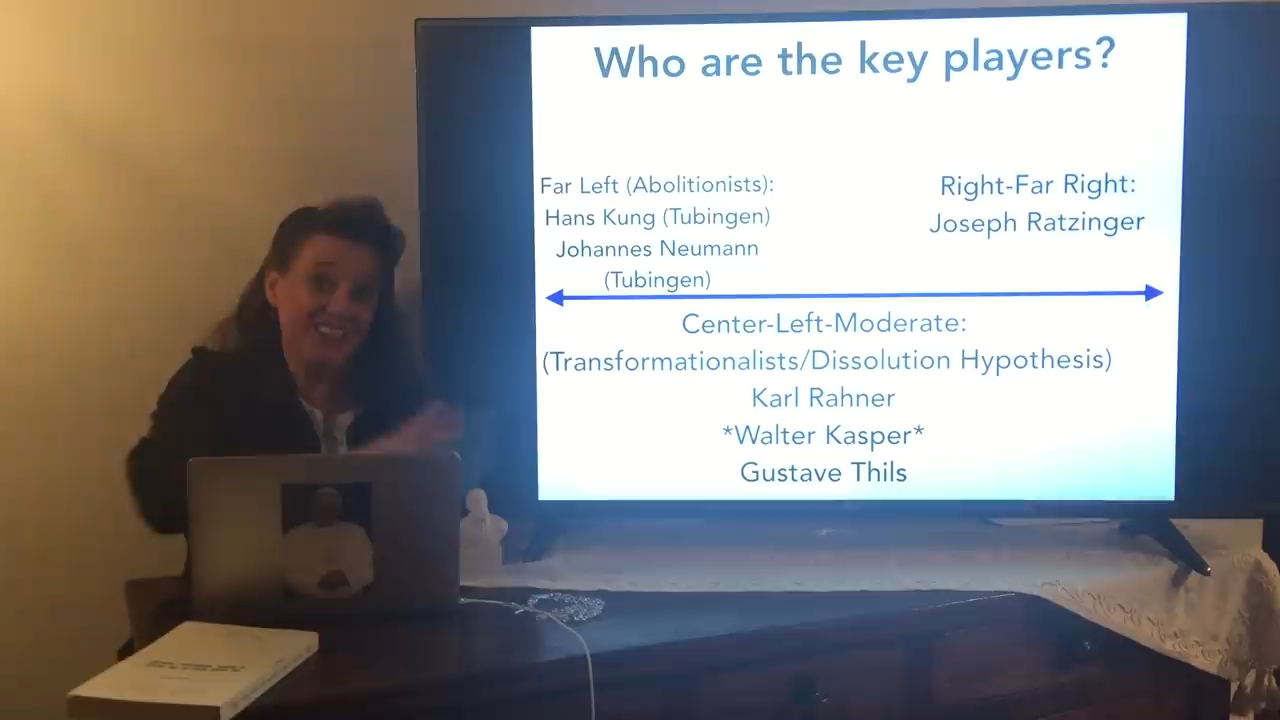 Who are the key players?
Far Left (Abolitionists):
Hans Kung (Tubingen)
Johannes Neumann
(Tubingen)
Right-Far Right:
Joseph Ratzinger
Center-Left-Moderate:
(Transformationalists/Dissolution Hypothesis)
Karl Rahner
*Walter Kasper*
Gustave Thils